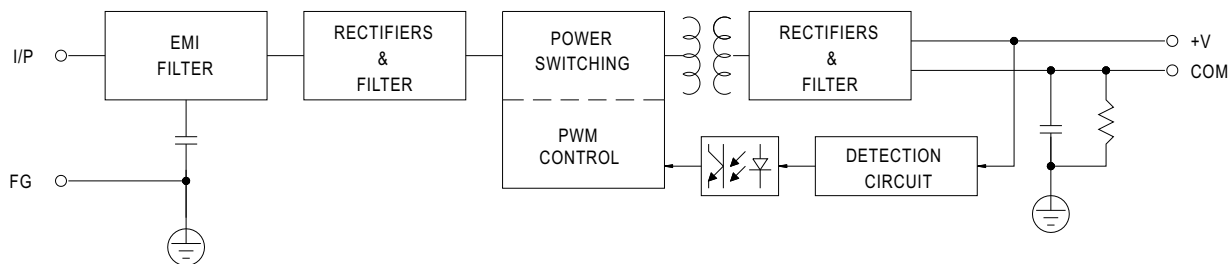 I/P
EMI
FILTER
RECTIFIERS
&
FILTER
POWER
SWITCHING
PWM
CONTROL
RECTIFIERS
&
FILTER
+V
COM
DETECTION
CIRCUIT
FG